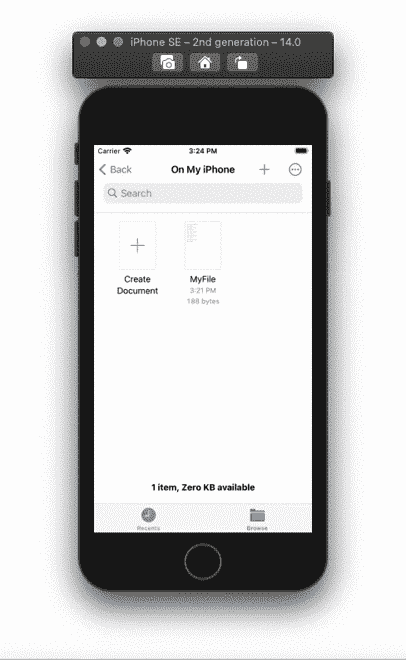 iPhone SE – 2nd generation – 14.0
Carrier 3:24 PM
Back On My iPhone
Search
Create
Document
MyFile
3:21 PM
188 bytes
1 item, Zero KB available
Recents Browse